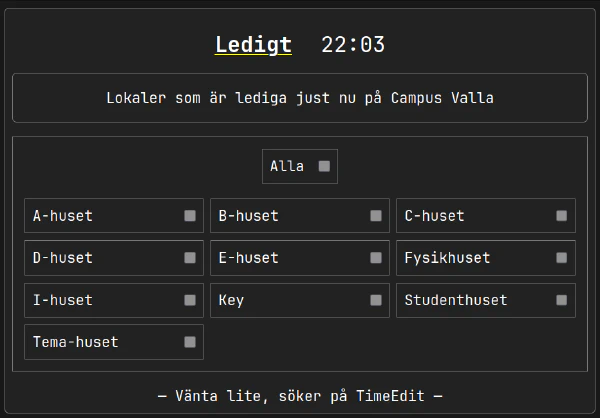 Ledigt 22:03
Lokaler som är lediga just nu på Campus Valla
Alla
A-huset B-huset C-huset
D-huset E-huset Fysikhuset
I-huset Key Studenthuset
Tema-huset
— Vänta lite, söker på TimeEdit —